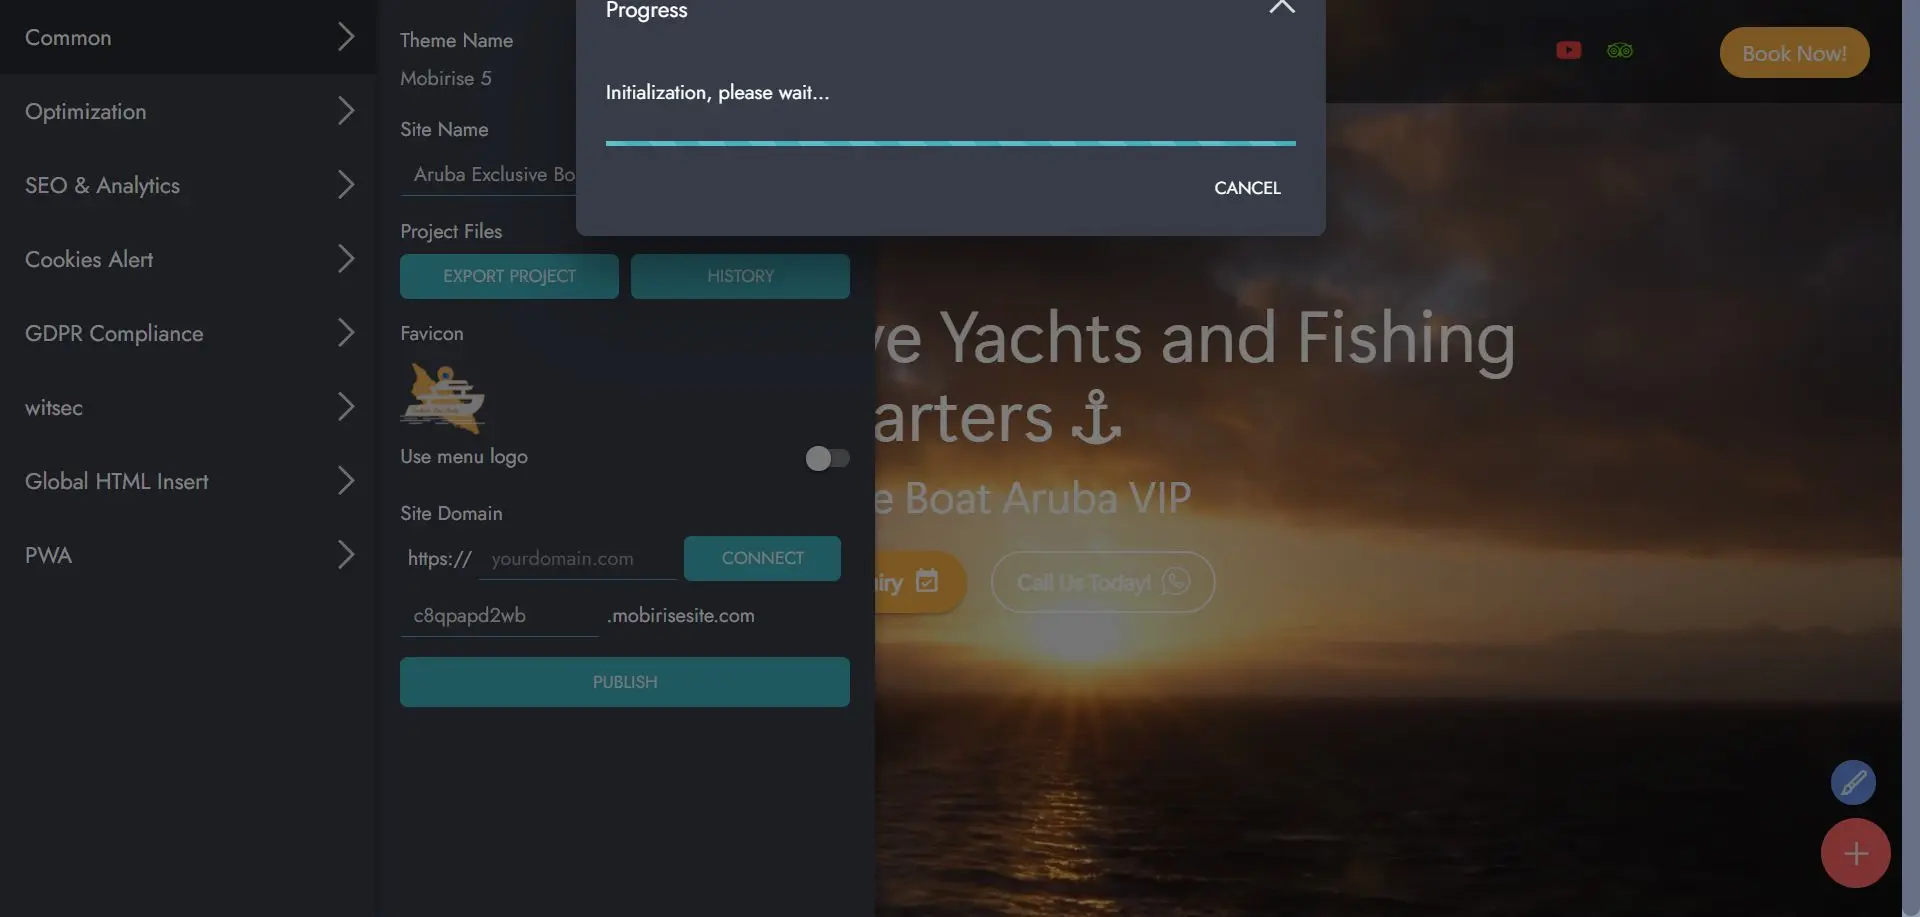 Common
Optimization
SEO & Analytics
Cookies Alert
GDPR Compliance
witsec
Global HTML Insert
PWA
Theme Name
Mobirise 5
Site Name
Aruba Exclusive Bo
Project Files
EXPORT PROJECT
HISTORY
Favicon
Use menu logo
Site Domain
https://
yourdomain.com
CONNECT
c8qpapd2wb
.mobirisesite.com
PUBLISH
Progress
Initialization, please wait...
CANCEL
Book Now!
ve Yachts and Fishing
arters
e Boat Aruba VIP
iry
Call Us Today!